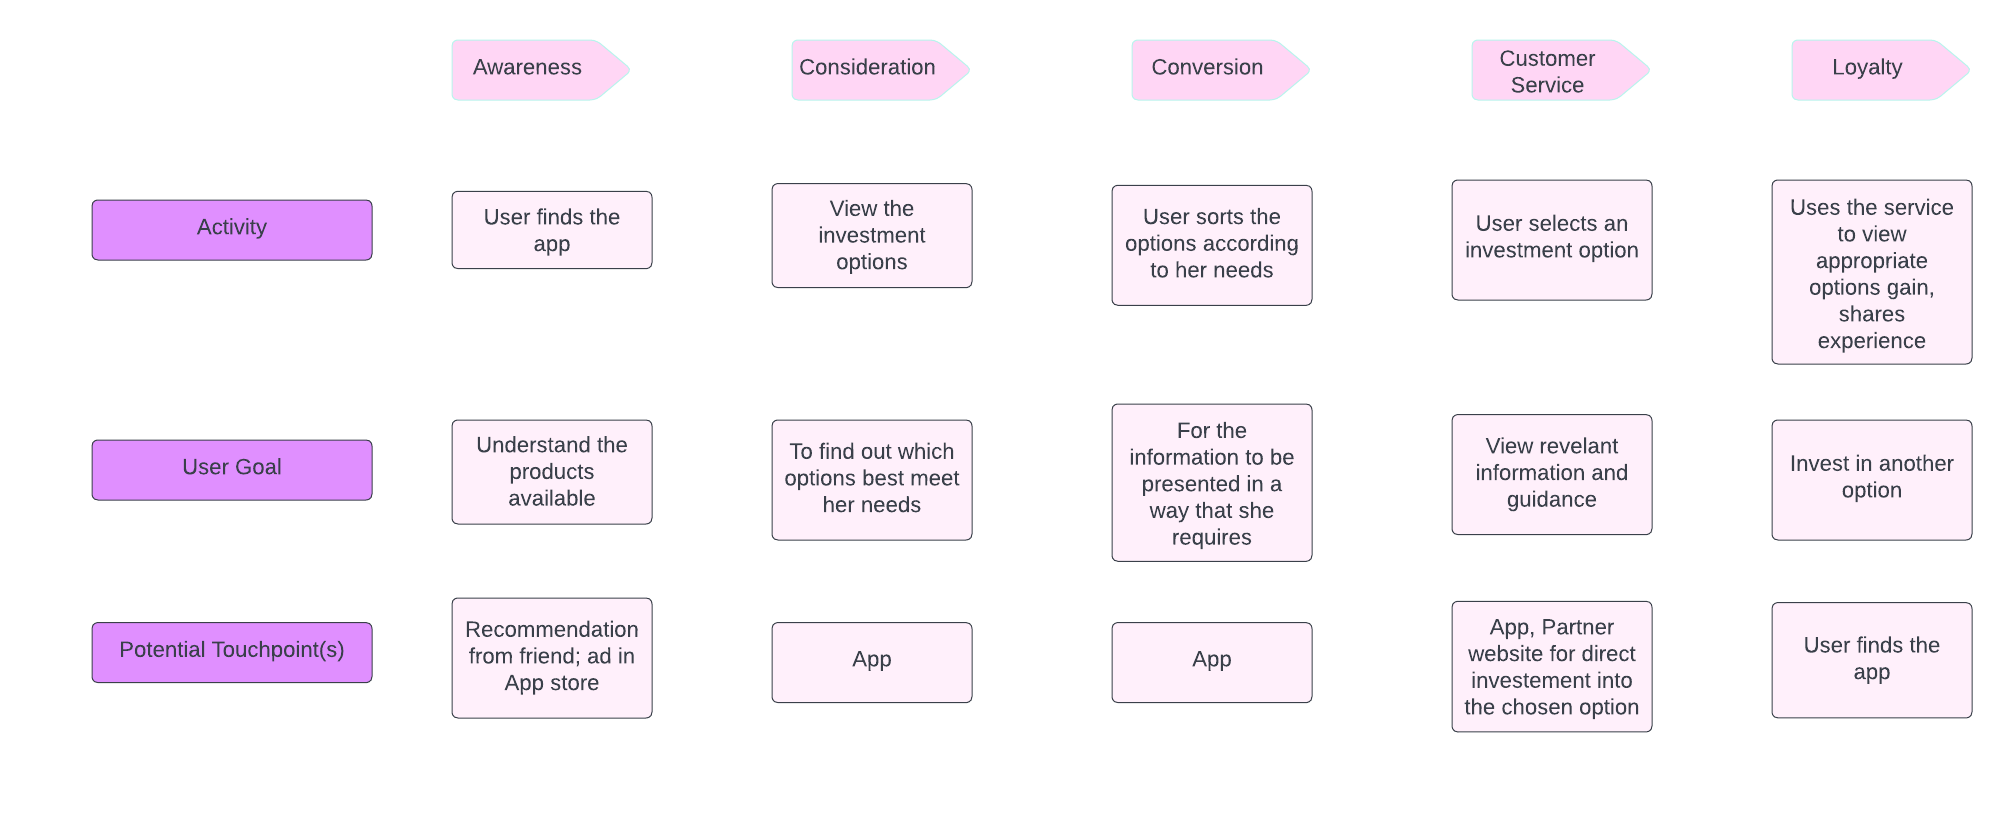 Awareness
Consideration
Conversion
Customer
Service
Loyalty
Activity
User finds the
app
View the
investment
options
User sorts the
options according
to her needs
User selects an
investment option
Uses the service
to view
appropriate
options gain,
shares
experience
User Goal
Understand the
products
available
To find out which
options best meet
her needs
For the
information to be
presented in a
way that she
requires
View revelant
information and
guidance
Invest in another
option
Potential Touchpoint(s)
Recommendation
from friend; ad in
App store
App
App
App, Partner
website for direct
investement into
the chosen option
User finds the
app